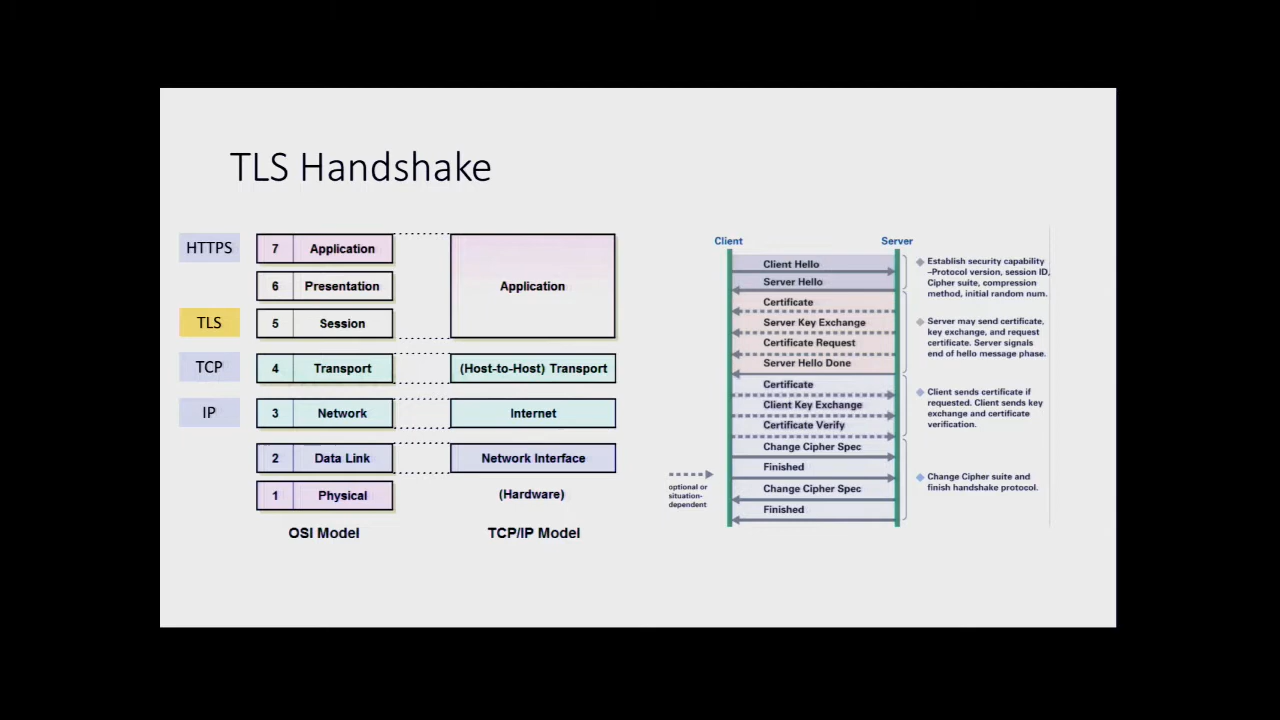 TLS Handshake
HTTPS
7 Application
6 Presentation
TLS
5 Session
TCP
4 Transport
IP
3 Network
2 Data Link
1 Physical
OSI Model
Application
(Host-to-Host) Transport
Internet
Network Interface
(Hardware)
TCP/IP Model
Client
Server
Client Hello
Server Hello
Certificate
Server Key Exchange
Certificate Request
Server Hello Done
Certificate
Client Key Exchange
Certificate Verify
Change Cipher Spec
Finished
Change Cipher Spec
Finished
optional or
situation-
dependent
Establish security capability
–Protocol version, session ID,
Cipher suite, compression
method, initial random num.
Server may send certificate,
key exchange, and request
certificate. Server signals
end of hello message phase.
Client sends certificate if
requested. Client sends key
exchange and certificate
verification.
Change Cipher suite and
finish handshake protocol.